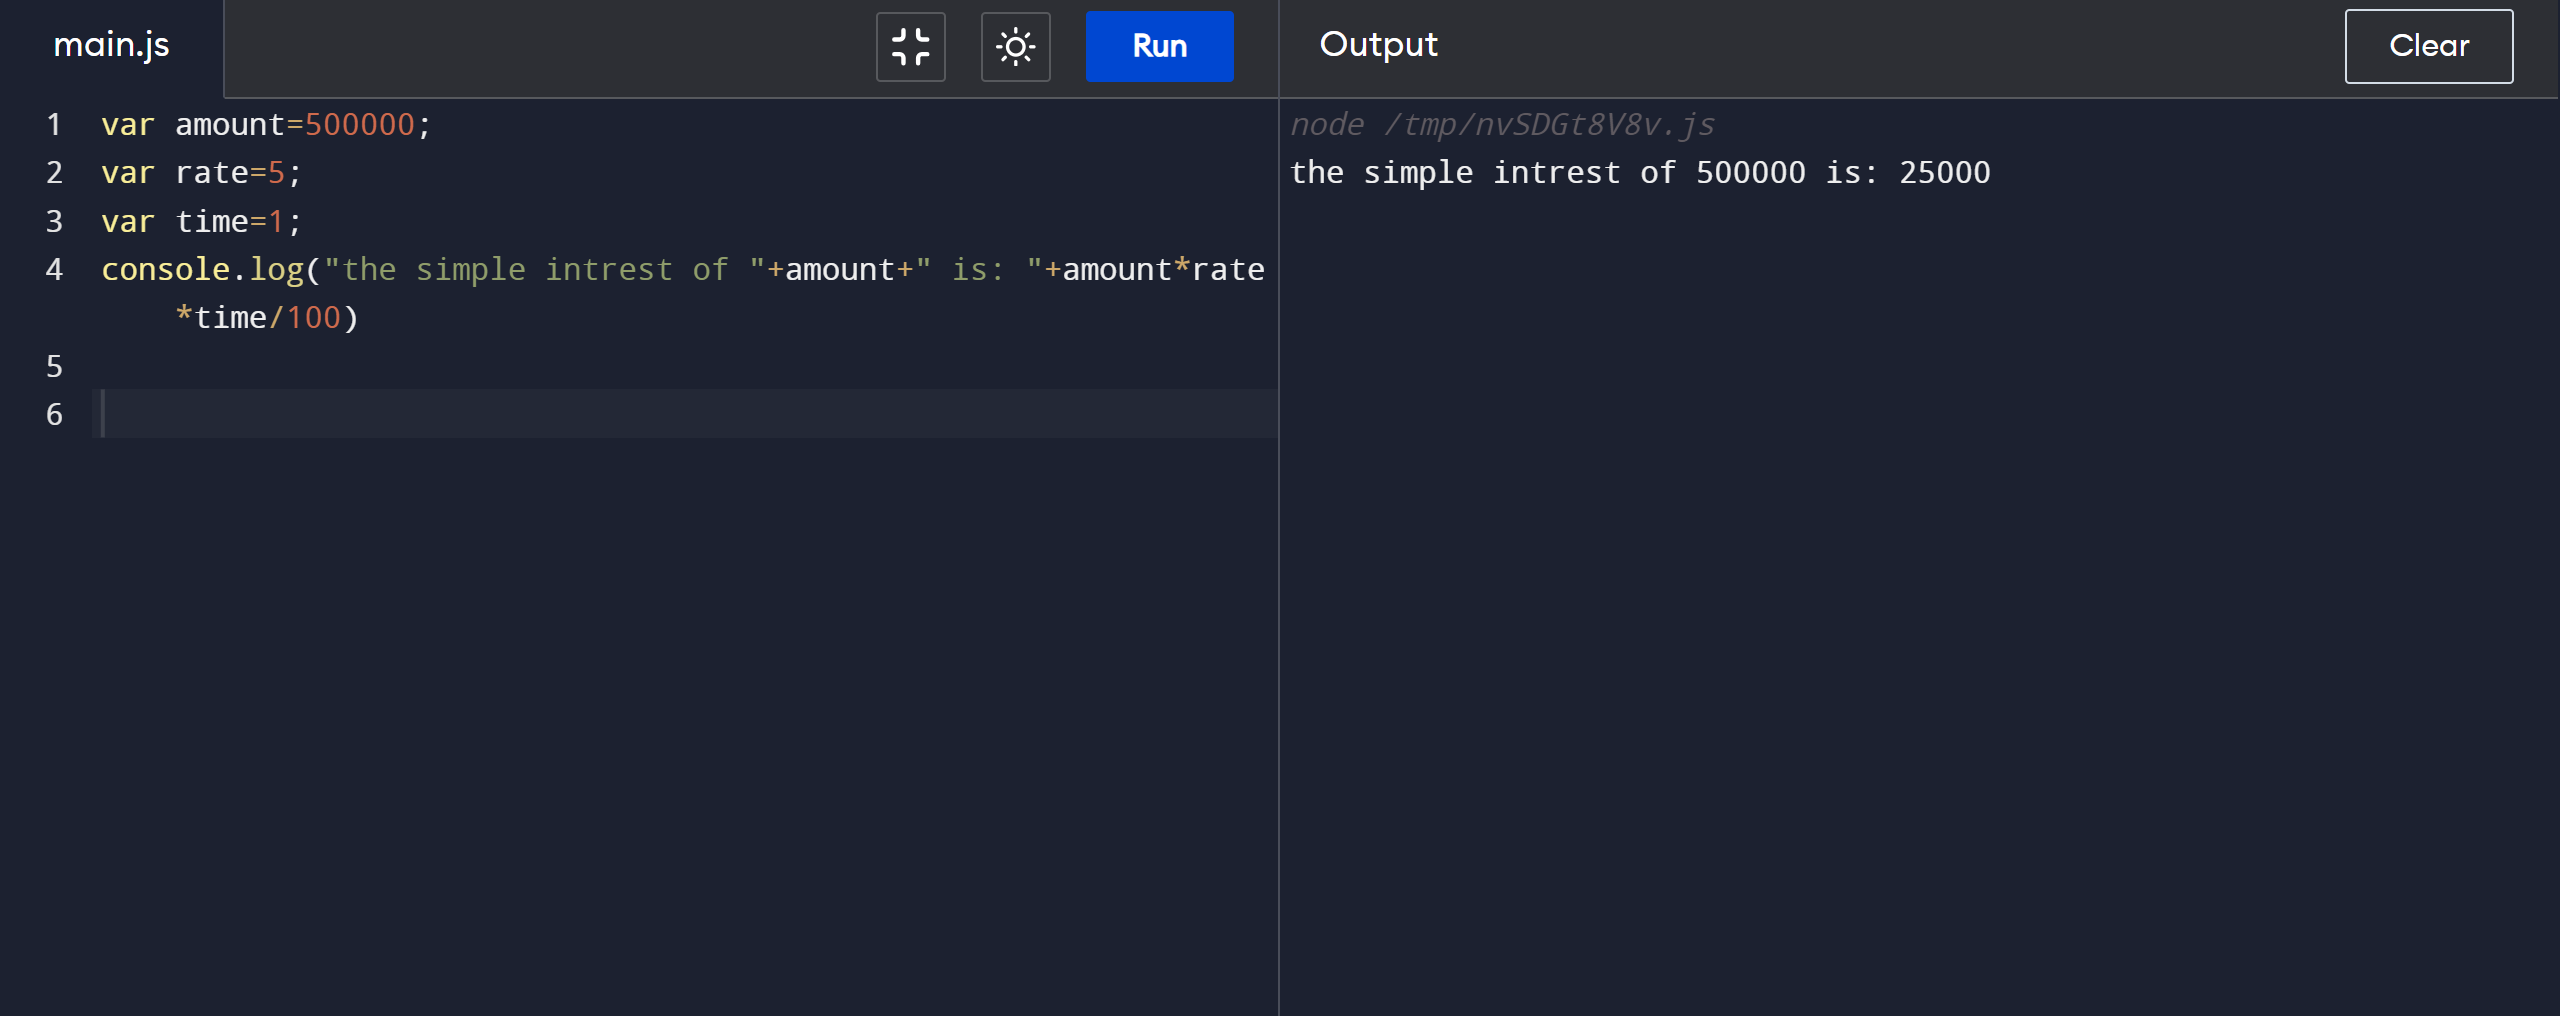 main.js
Run
Output
Clear
1 var amount=500000;
2 var rate=5;
3 var time=1;
4 console.log("the simple intrest of "+amount+" is: "+amount*rate
*time/100)
5
6
node /tmp/nvSDGt8V8v.js
the simple intrest of 500000 is: 25000